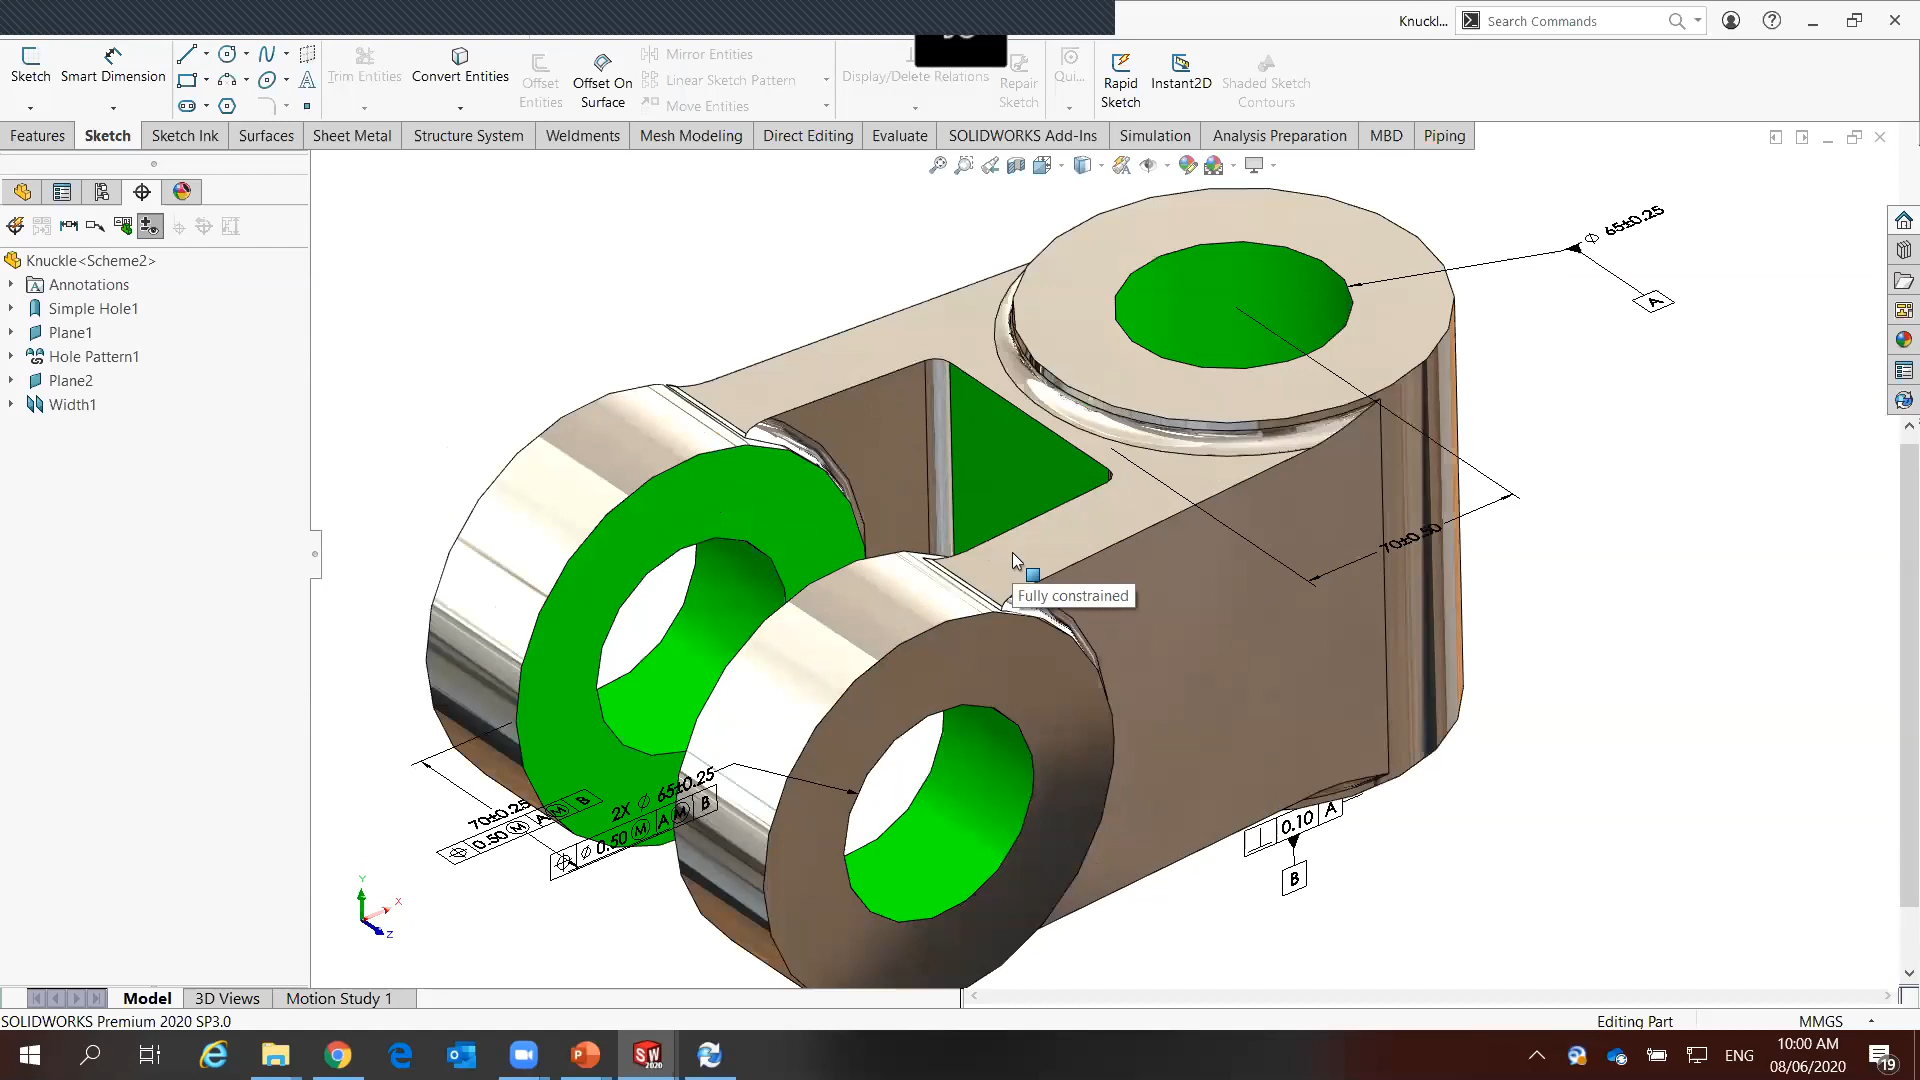 Knuckl...
Search Commands
Sketch
Smart Dimension
Trim Entities
Convert Entities
Offset Entities
Offset On Surface
Mirror Entities
Linear Sketch Pattern
Move Entities
Display/Delete Relations
Repair Sketch
Qui...
Rapid Sketch
Instant2D
Shaded Sketch Contours
Features
Sketch
Sketch Ink
Surfaces
Sheet Metal
Structure System
Weldments
Mesh Modeling
Direct Editing
Evaluate
SOLIDWORKS Add-Ins
Simulation
Analysis Preparation
MBD
Piping
Knuckle<Scheme2>
Annotations
Simple Hole1
Plane1
Hole Pattern1
Plane2
Width1
⌀ 65±0.25
A
70±0.50
Fully constrained
70±0.25
⌖ 0.50 Ⓜ A Ⓜ B
2X ⌀ 65±0.25
⌖ ⌀ 0.50 Ⓜ A Ⓜ B
⊥ 0.10 A
B
Y
X
Z
Model
3D Views
Motion Study 1
SOLIDWORKS Premium 2020 SP3.0
Editing Part
MMGS
SW
2020
ENG
10:00 AM
08/06/2020
19